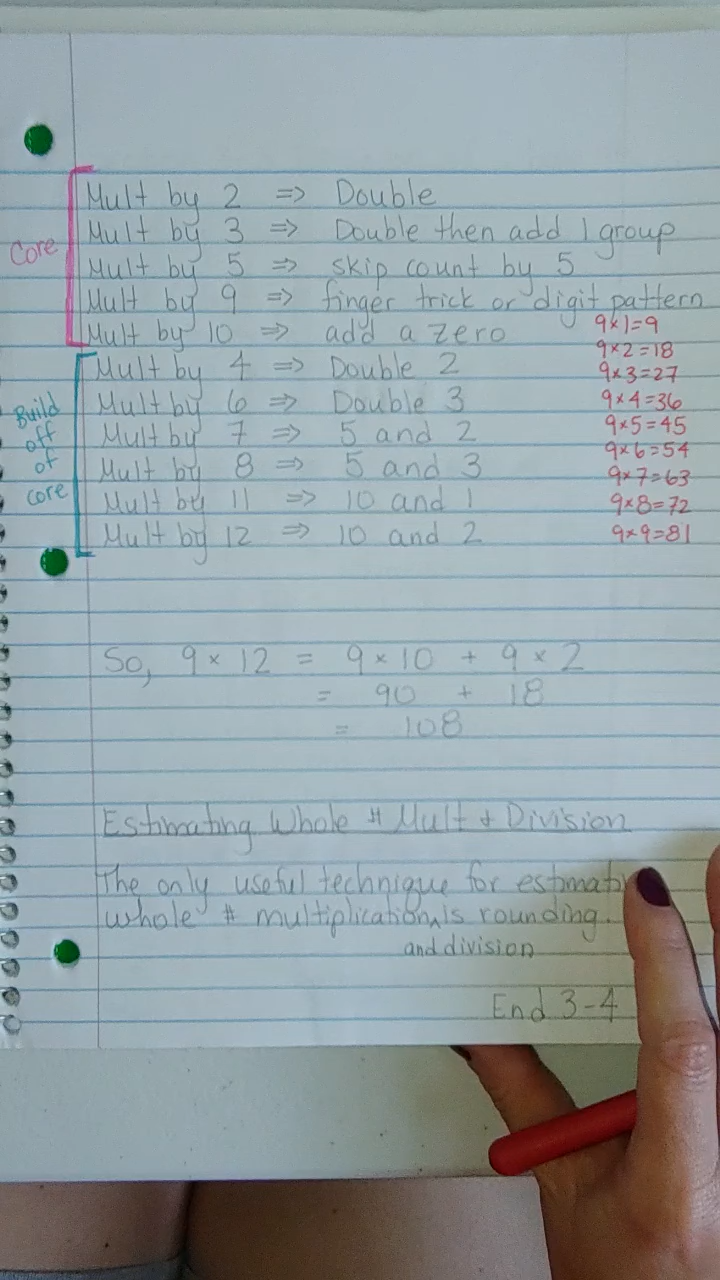 Core
Mult by 2 => Double
Mult by 3 => Double then add 1 group
Mult by 5 => skip count by 5
Mult by 9 => finger trick or digit pattern
Mult by 10 => add a zero
Build
off
of
core
Mult by 4 => Double 2
Mult by 6 => Double 3
Mult by 7 => 5 and 2
Mult by 8 => 5 and 3
Mult by 11 => 10 and 1
Mult by 12 => 10 and 2
9×1=9
9×2=18
9×3=27
9×4=36
9×5=45
9×6=54
9×7=63
9×8=72
9×9=81
So, 9 × 12 = 9 × 10 + 9 × 2
= 90 + 18
= 108
Estimating Whole # Mult + Division
The only useful technique for
whole # multiplication ^ is rounding.
and division
End 3-4